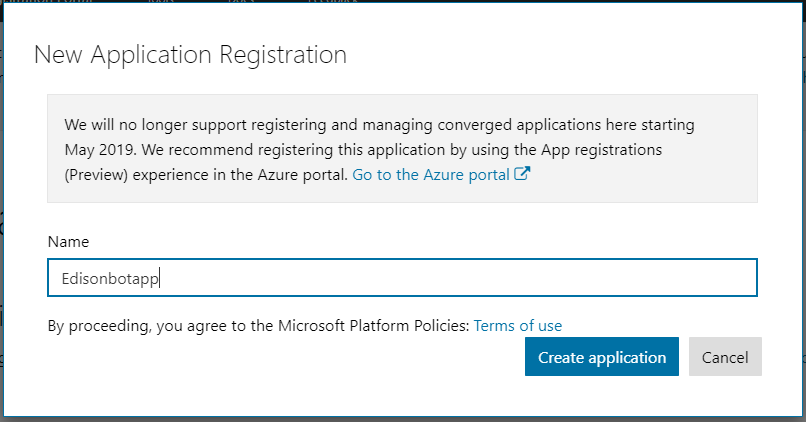 New Application Registration
We will no longer support registering and managing converged applications here starting
May 2019. We recommend registering this application by using the App registrations
(Preview) experience in the Azure portal. Go to the Azure portal
Name
Edisonbotapp
By proceeding, you agree to the Microsoft Platform Policies: Terms of use
Create application
Cancel